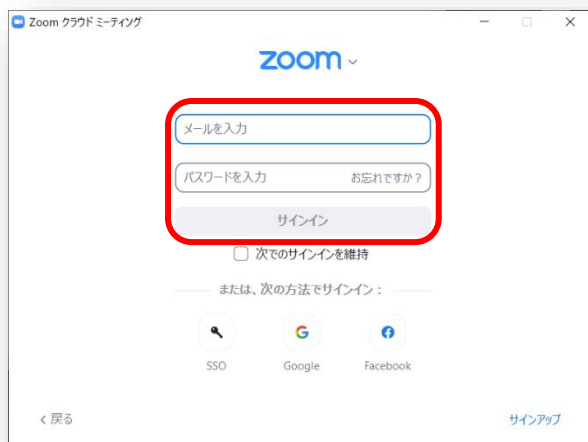 Zoom クラウド ミーティング
zoom
メールを入力
パスワードを入力 お忘れですか？
サインイン
次でのサインインを維持
または、次の方法でサインイン：
SSO Google Facebook
< 戻る サインアップ